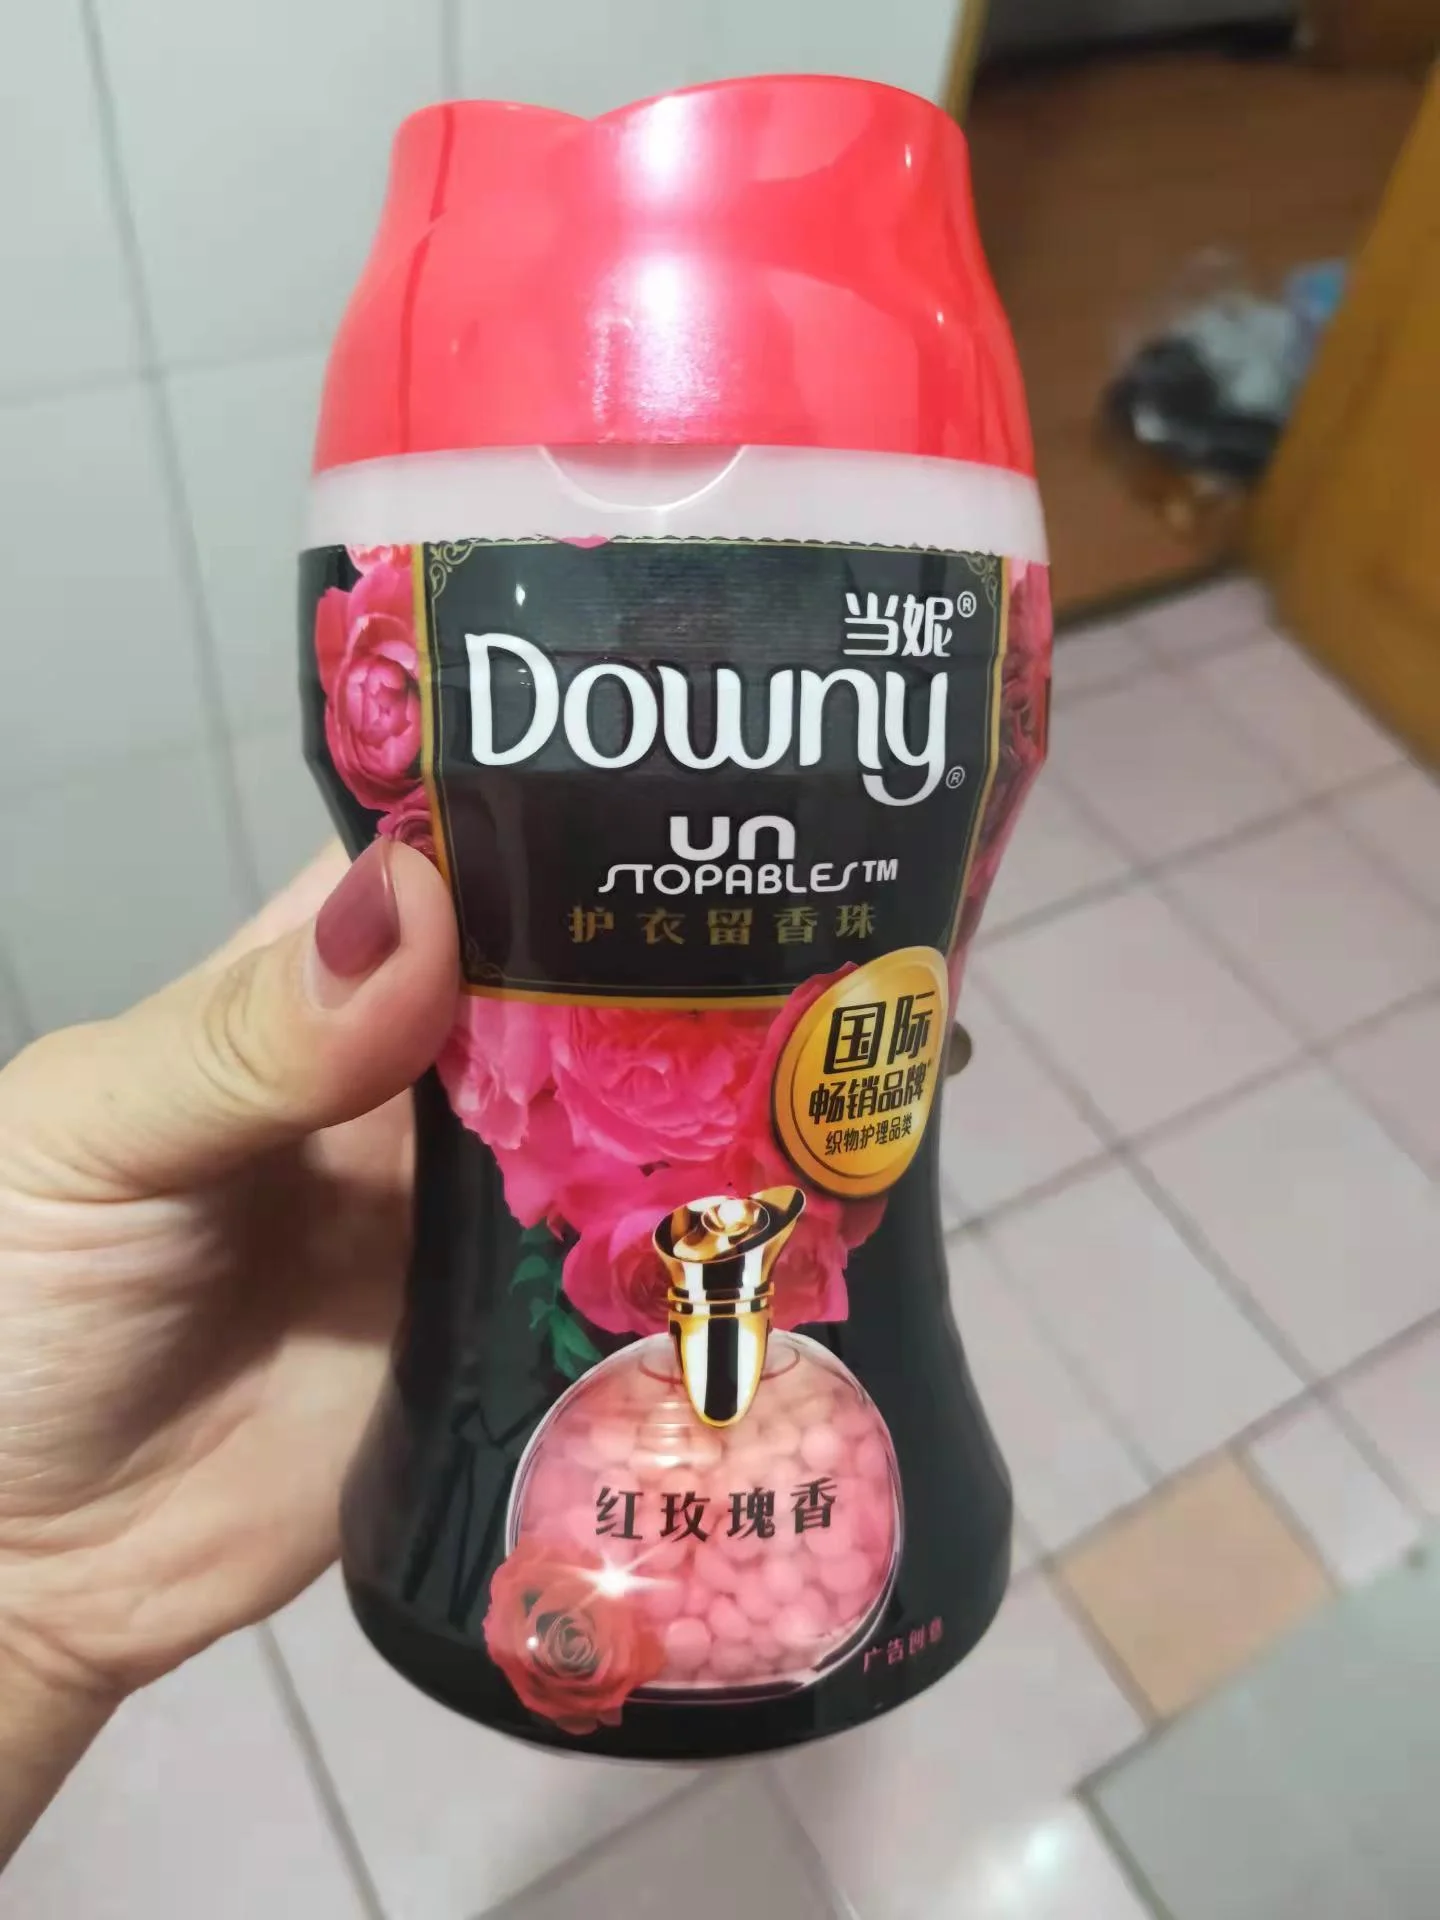 当妮®
Downy®
un
STOPABLES™
护衣留香珠
国际
畅销品牌*
织物护理品类
红玫瑰香
广告创意